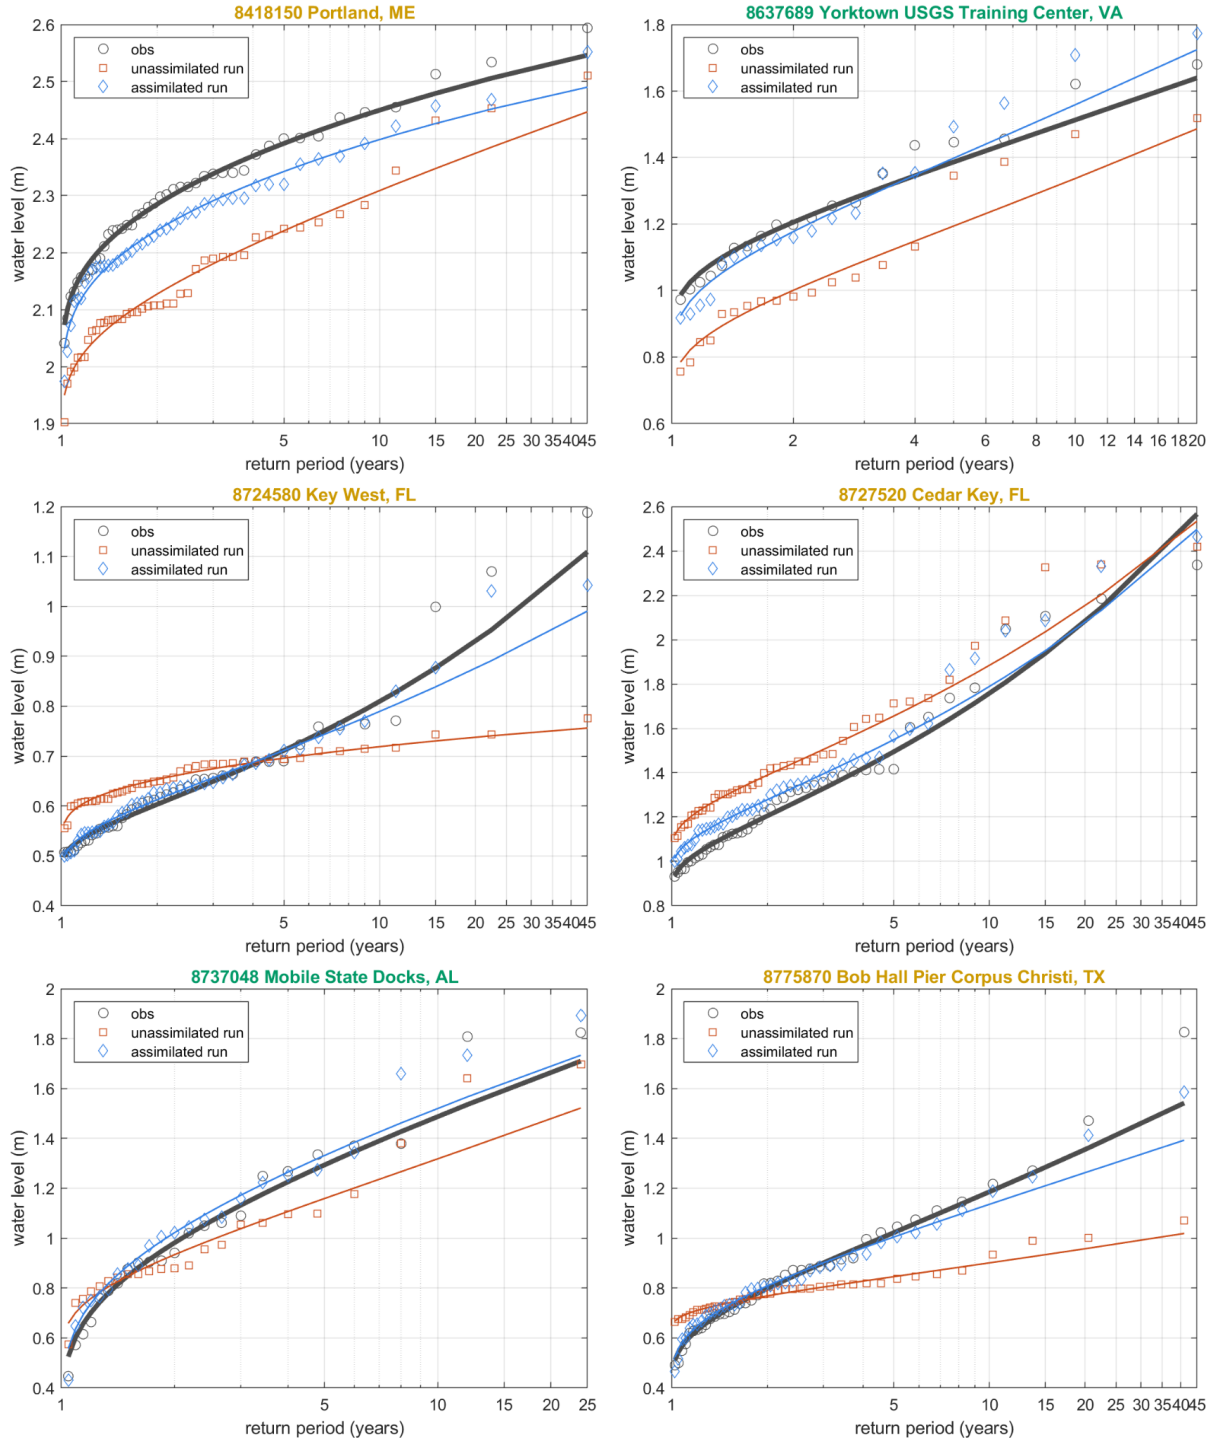 8418150 Portland, ME
2.6
2.5
2.4
2.3
2.2
2.1
2
1.9
water level (m)
obs
unassimilated run
assimilated run
1 5 10 15 20 25 30 35 40 45
return period (years)
8637689 Yorktown USGS Training Center, VA
1.8
1.6
1.4
1.2
1
0.8
0.6
water level (m)
obs
unassimilated run
assimilated run
1 2 4 6 8 10 12 14 16 18 20
return period (years)
8724580 Key West, FL
1.2
1.1
1
0.9
0.8
0.7
0.6
0.5
0.4
water level (m)
obs
unassimilated run
assimilated run
1 5 10 15 20 25 30 35 40 45
return period (years)
8727520 Cedar Key, FL
2.6
2.4
2.2
2
1.8
1.6
1.4
1.2
1
0.8
water level (m)
obs
unassimilated run
assimilated run
1 5 10 15 20 25 30 35 40 45
return period (years)
8737048 Mobile State Docks, AL
2
1.8
1.6
1.4
1.2
1
0.8
0.6
0.4
water level (m)
obs
unassimilated run
assimilated run
1 5 10 15 20 25
return period (years)
8775870 Bob Hall Pier Corpus Christi, TX
2
1.8
1.6
1.4
1.2
1
0.8
0.6
0.4
water level (m)
obs
unassimilated run
assimilated run
1 5 10 15 20 25 30 35 40 45
return period (years)